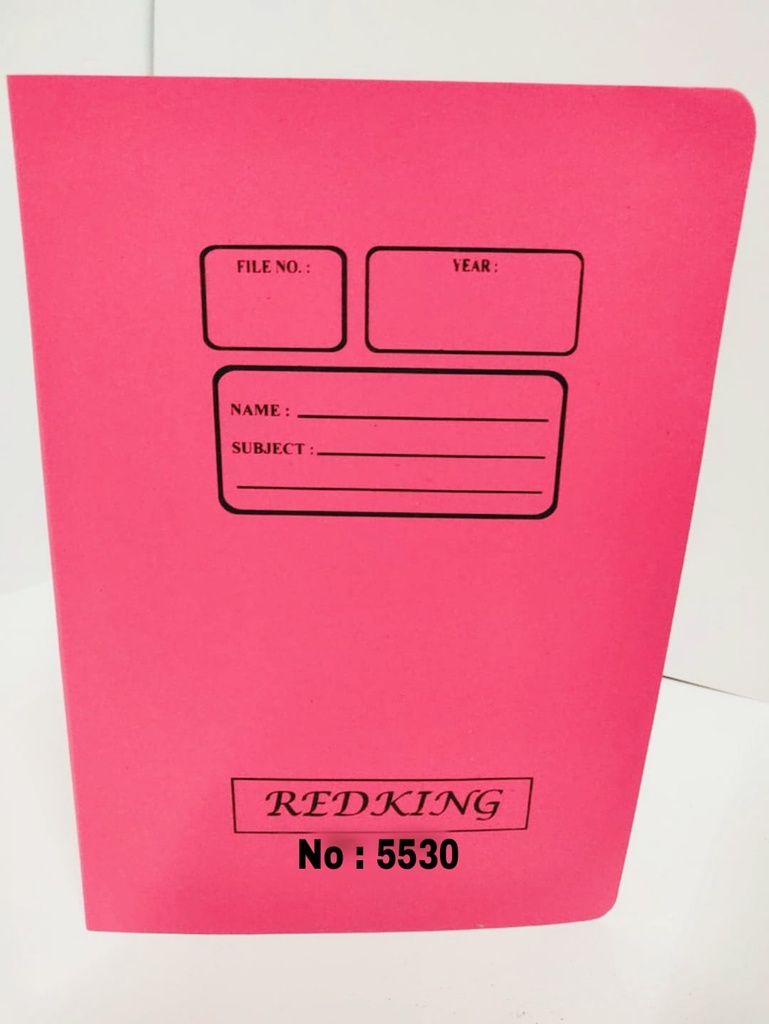 FILE NO. :
YEAR :
NAME :
SUBJECT :
REDKING
No : 5530